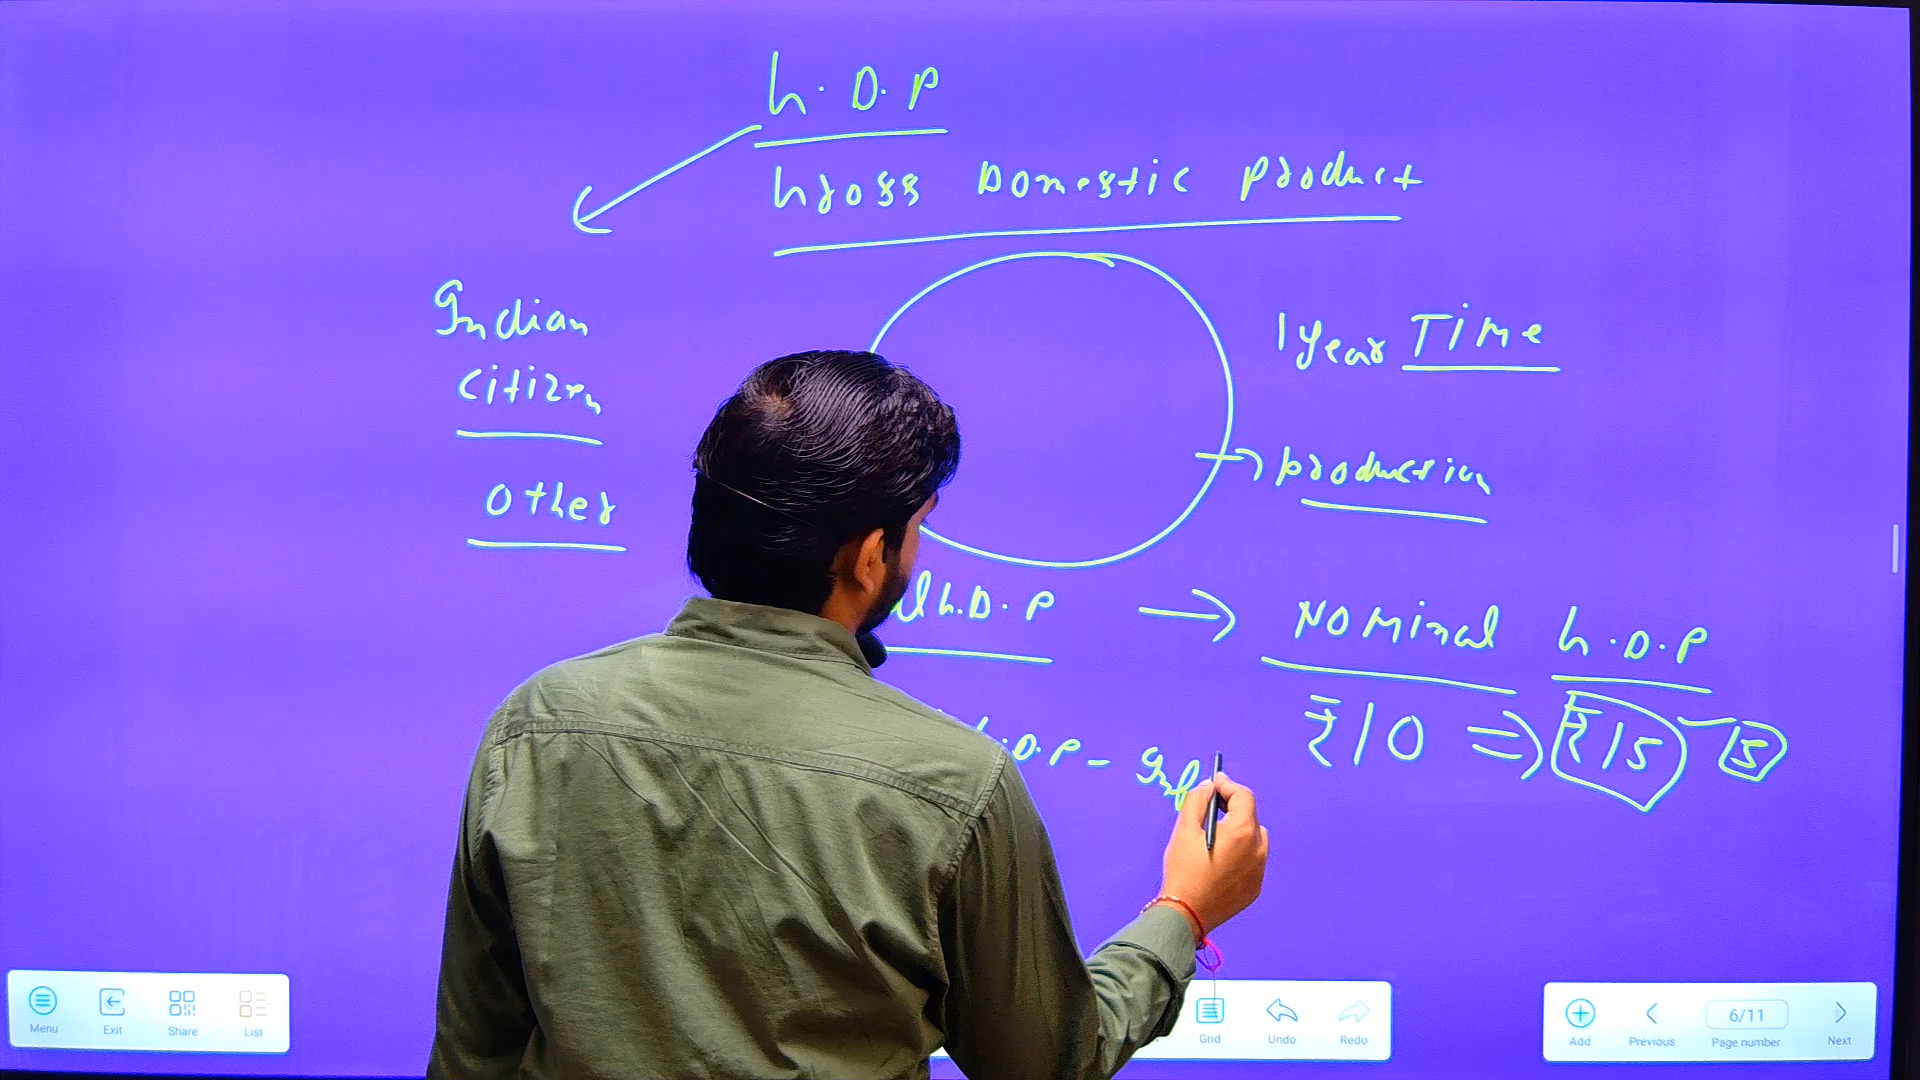 G.D.P
Gross Domestic Product
Indian
citizen
other
1 year Time
production
G.D.P → Nominal G.D.P
₹10 ⇒ ₹15 5
G.D.P -
Menu Exit Share List
Grid Undo Redo
Add Previous 6/11 Page number Next